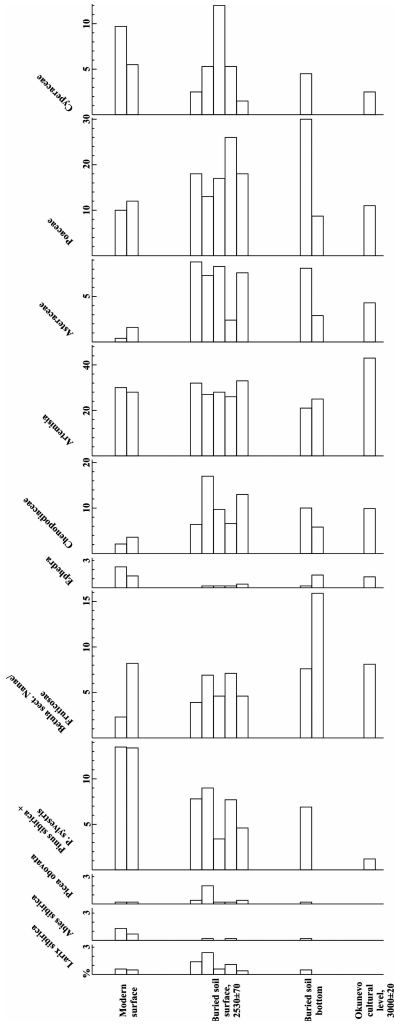 Cyperaceae
5
10
Poaceae
10
20
30
Asteraceae
5
Artemisia
20
40
Chenopodiaceae
10
20
Ephedra
3
Betula sect. Nanae/
Fruticosae
5
10
15
Pinus sibirica +
P. sylvestris
5
10
Picea obovata
3
Abies sibirica
3
Larix sibirica
3
%
Modern
surface
Buried soil
surface,
2530±70
Buried soil
bottom
Okunevo
cultural
level,
3000±20